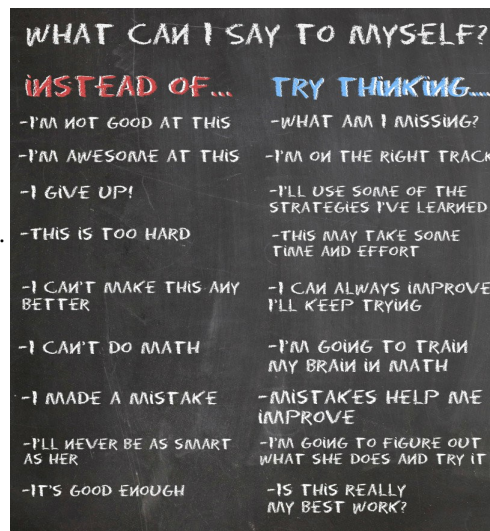 WHAT CAN I SAY TO MYSELF?
INSTEAD OF...
TRY THINKING...
-I'M NOT GOOD AT THIS
-WHAT AM I MISSING?
-I'M AWESOME AT THIS
-I'M ON THE RIGHT TRACK
-I GIVE UP!
-I'LL USE SOME OF THE
STRATEGIES I'VE LEARNED
-THIS IS TOO HARD
-THIS MAY TAKE SOME
TIME AND EFFORT
-I CAN'T MAKE THIS ANY
BETTER
-I CAN ALWAYS IMPROVE
I'LL KEEP TRYING
-I CAN'T DO MATH
-I'M GOING TO TRAIN
MY BRAIN IN MATH
-I MADE A MISTAKE
-MISTAKES HELP ME
IMPROVE
-I'LL NEVER BE AS SMART
AS HER
-I'M GOING TO FIGURE OUT
WHAT SHE DOES AND TRY IT
-IT'S GOOD ENOUGH
-IS THIS REALLY
MY BEST WORK?